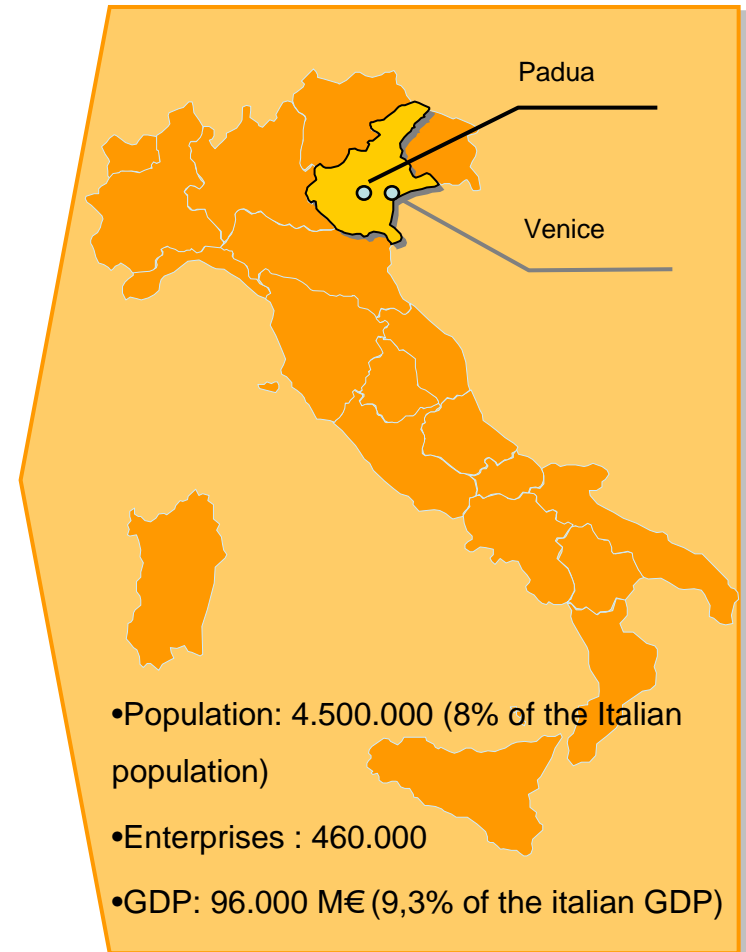 Padua
Venice
•Population: 4.500.000 (8% of the Italian
population)
•Enterprises : 460.000
•GDP: 96.000 M€ (9,3% of the italian GDP)